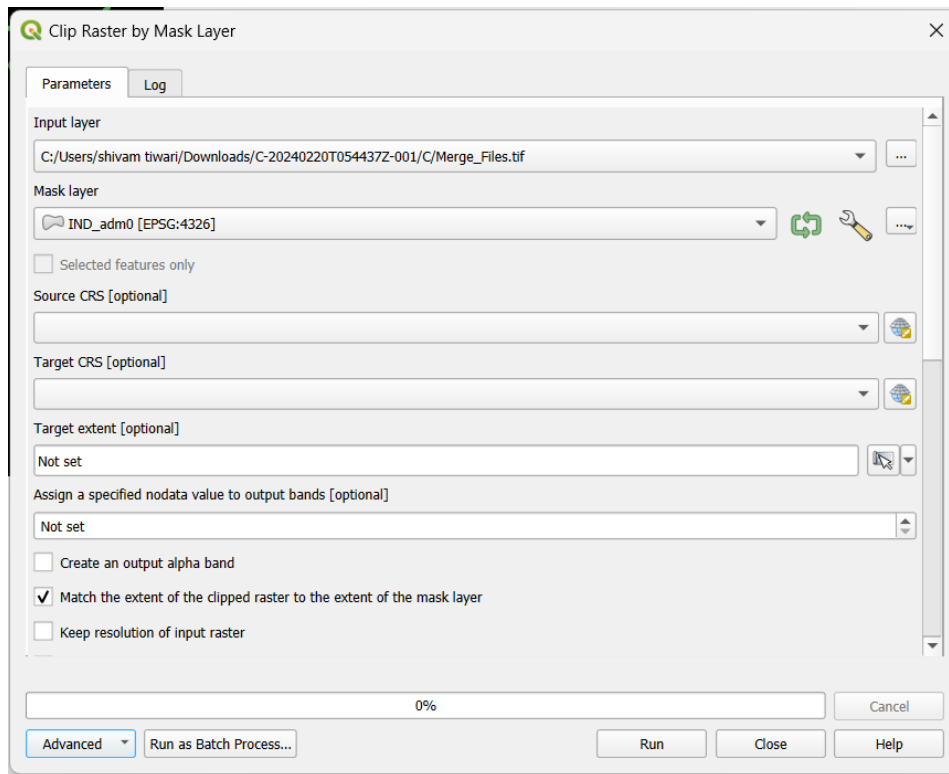 Clip Raster by Mask Layer
Parameters Log
Input layer
C:/Users/shivam tiwari/Downloads/C-20240220T054437Z-001/C/Merge_Files.tif ...
Mask layer
IND_adm0 [EPSG:4326] ...
Selected features only
Source CRS [optional]
Target CRS [optional]
Target extent [optional]
Not set
Assign a specified nodata value to output bands [optional]
Not set
Create an output alpha band
Match the extent of the clipped raster to the extent of the mask layer
Keep resolution of input raster
0% Cancel
Advanced Run as Batch Process... Run Close Help